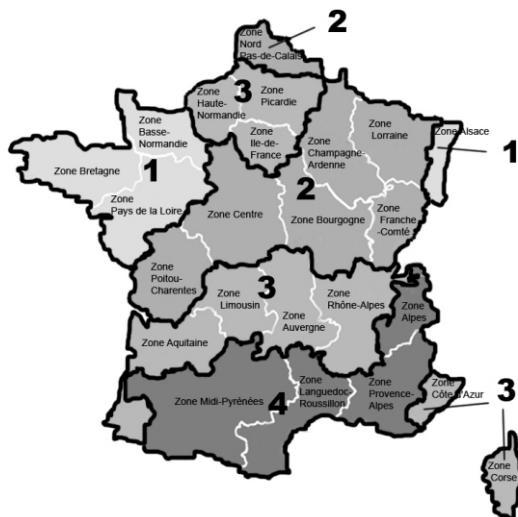 2
Zone
Nord
Pas-de-Calais
3
Zone
Haute-
Normandie
Zone
Picardie
Zone
Basse-
Normandie
Zone
Ile-de-
France
Zone
Champagne-
Ardenne
Zone
Lorraine
Zone Alsace
1
Zone Bretagne
1
Zone
Pays de la Loire
Zone Centre
2
Zone Bourgogne
Zone
Franche
-Comté
Zone
Poitou-
Charentes
Zone
Limousin
3
Zone
Auvergne
Zone
Rhône-Alpes
Zone
Alpes
Zone Aquitaine
Zone Midi-Pyrénées
4
Zone
Languedoc-
Roussillon
Zone
Provence-
Alpes
Zone
Côte d'Azur
3
Zone
Corse